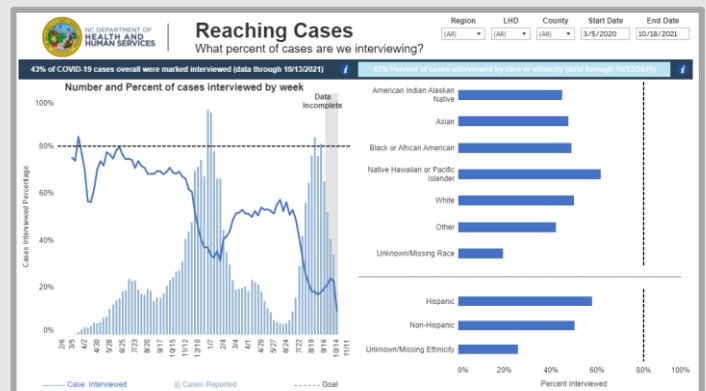 NC DEPARTMENT OF
HEALTH AND
HUMAN SERVICES
Reaching Cases
What percent of cases are we interviewing?
Region LHD County Start Date End Date
(All) (All) (All) 3/5/2020 10/18/2021
43% of COVID-19 cases overall were marked interviewed (data through 10/13/2021) i
43% Percent of cases interviewed by race or ethnicity (data through 10/13/2021) i
Number and Percent of cases interviewed by week
Data
Incomplete
Cases Interviewed Percentage
100%
80%
60%
40%
20%
0%
2/6 3/5 4/2 4/30 5/28 6/25 7/23 8/20 9/17 10/15 11/12 12/10 1/7 2/4 3/4 4/1 4/29 5/27 6/24 7/22 8/19 9/16 10/14 11/11
Case: Interviewed Cases Reported Goal
American Indian Alaskan
Native
Asian
Black or African American
Native Hawaiian or Pacific
Islander
White
Other
Unknown/Missing Race
Hispanic
Non-Hispanic
Unknown/Missing Ethnicity
0% 20% 40% 60% 80% 100%
Percent Interviewed